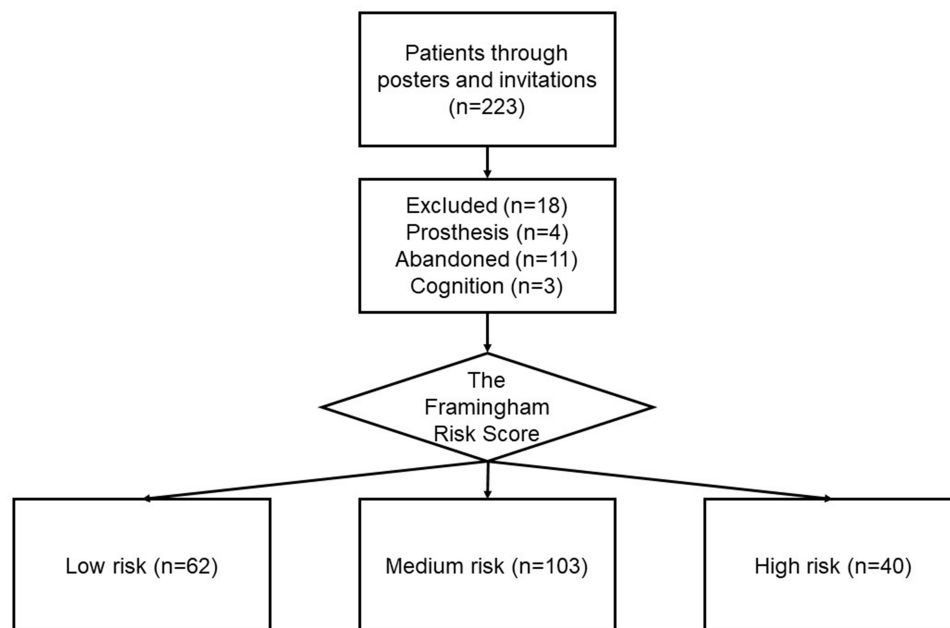 Patients through
posters and invitations
(n=223)
Excluded (n=18)
Prosthesis (n=4)
Abandoned (n=11)
Cognition (n=3)
The
Framingham
Risk Score
Low risk (n=62)
Medium risk (n=103)
High risk (n=40)